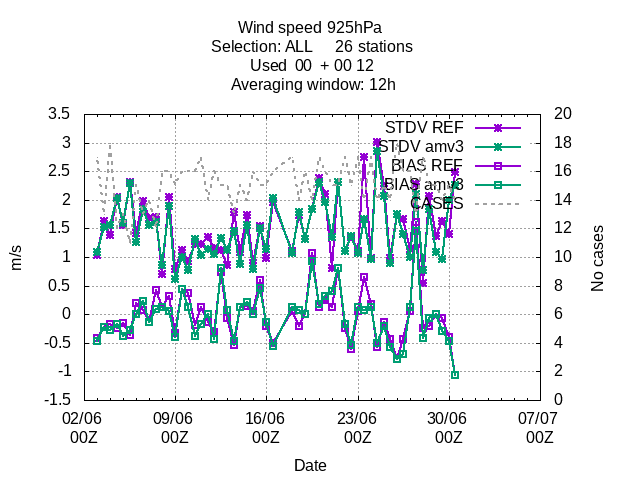 Wind speed 925hPa
Selection: ALL 26 stations
Used 00 + 00 12
Averaging window: 12h
3.5
3
2.5
2
1.5
1
0.5
0
-0.5
-1
-1.5
m/s
STDV REF
STDV amv3
BIAS REF
BIAS amv3
CASES
20
18
16
14
12
10
8
6
4
2
0
No cases
02/06 09/06 16/06 23/06 30/06 07/07
00Z 00Z 00Z 00Z 00Z 00Z
Date